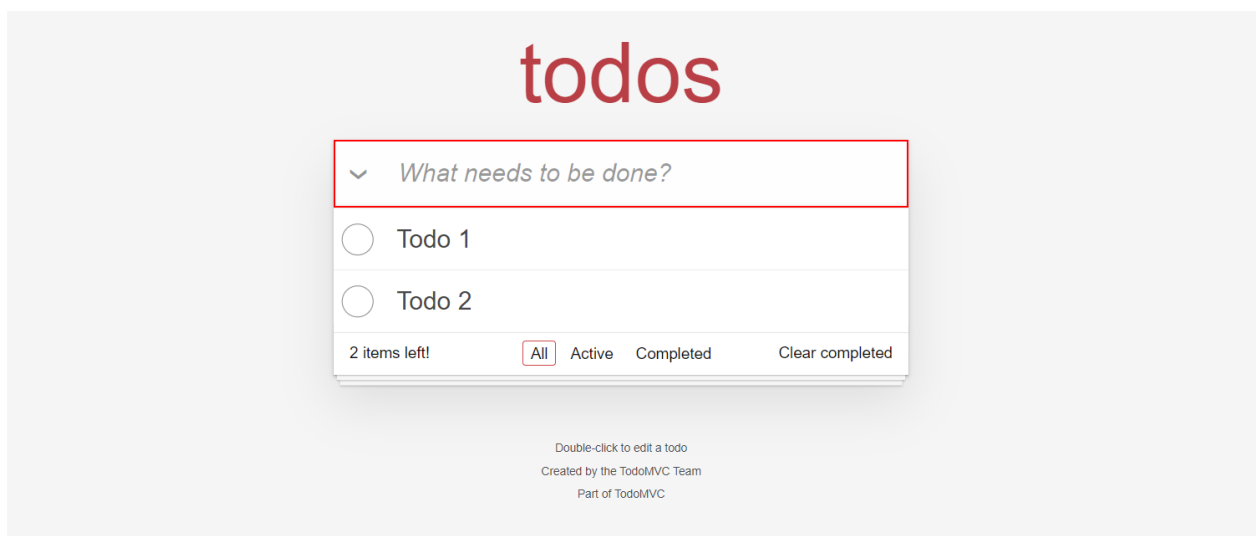 todos
What needs to be done?
Todo 1
Todo 2
2 items left! All Active Completed Clear completed
Double-click to edit a todo
Created by the TodoMVC Team
Part of TodoMVC